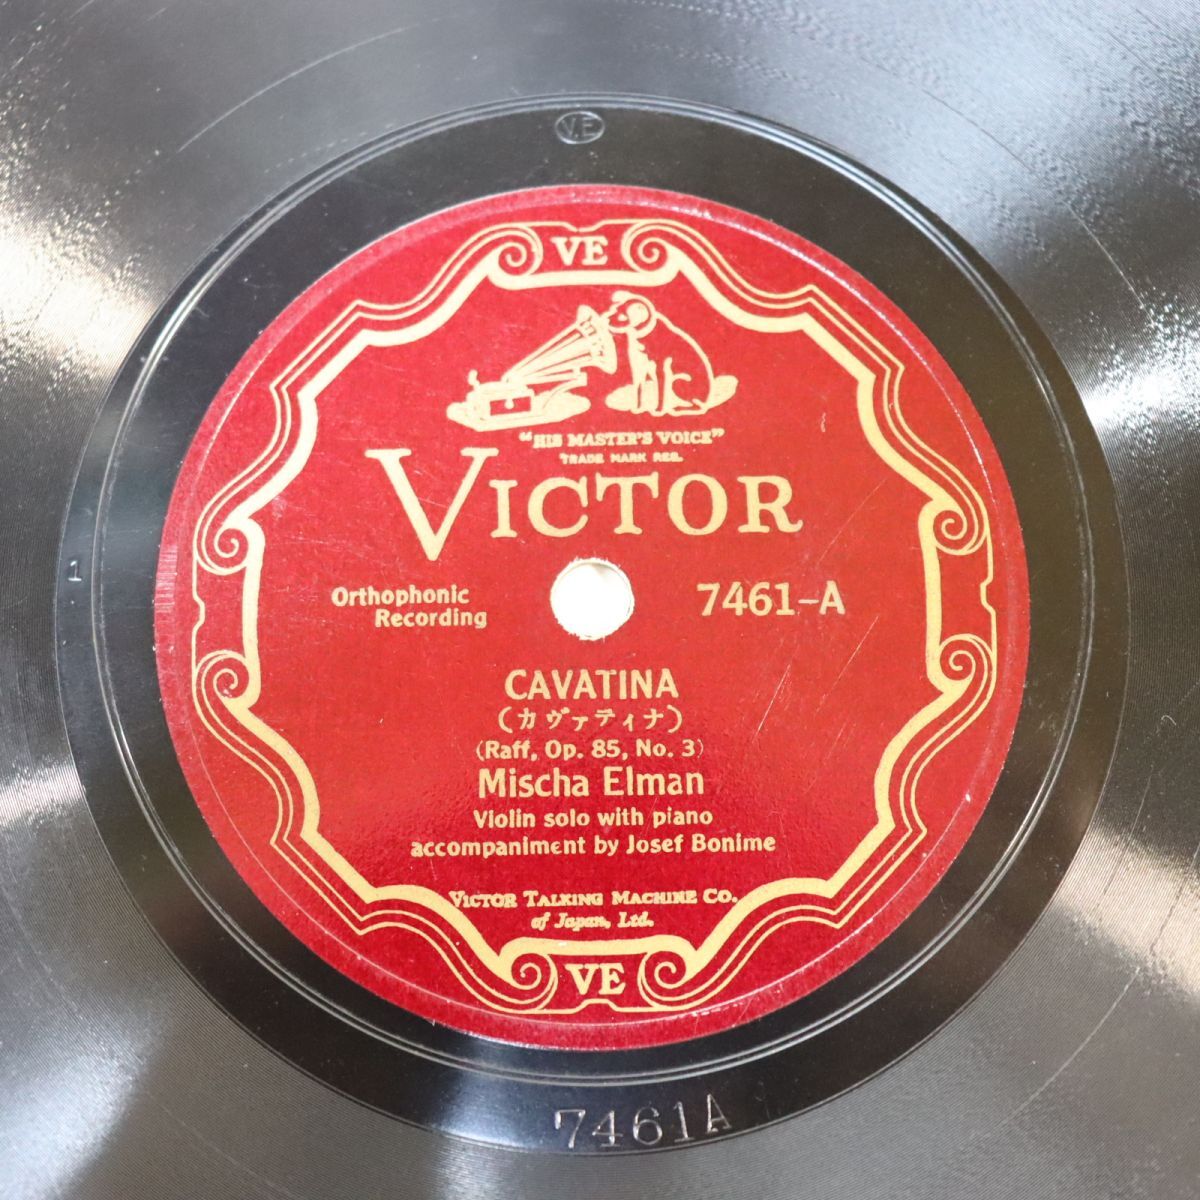 V.E
VE
"HIS MASTER'S VOICE"
TRADE MARK REG.
VICTOR
Orthophonic
Recording
7461-A
1
CAVATINA
(カヴァティナ)
(Raff, Op. 85, No. 3)
Mischa Elman
Violin solo with piano
accompaniment by Josef Bonime
VICTOR TALKING MACHINE CO.
of Japan, Ltd.
VE
7461A